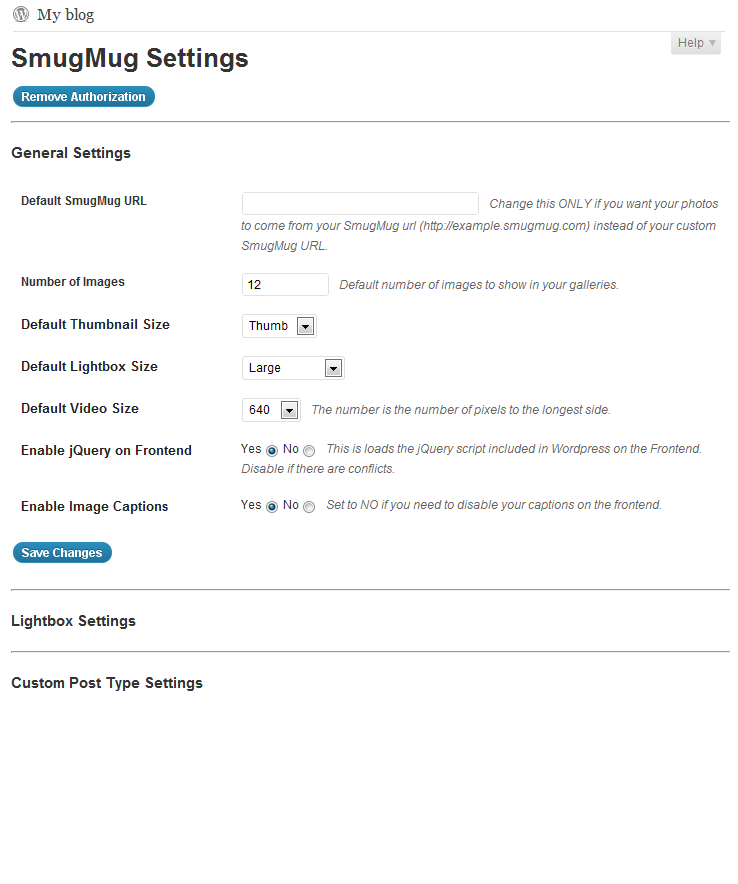 My blog
Help
SmugMug Settings
Remove Authorization
General Settings
Default SmugMug URL
Change this ONLY if you want your photos
to come from your SmugMug url (http://example.smugmug.com) instead of your custom
SmugMug URL.
Number of Images
12
Default number of images to show in your galleries.
Default Thumbnail Size
Thumb
Default Lightbox Size
Large
Default Video Size
640
The number is the number of pixels to the longest side.
Enable jQuery on Frontend
Yes No This is loads the jQuery script included in Wordpress on the Frontend.
Disable if there are conflicts.
Enable Image Captions
Yes No Set to NO if you need to disable your captions on the frontend.
Save Changes
Lightbox Settings
Custom Post Type Settings